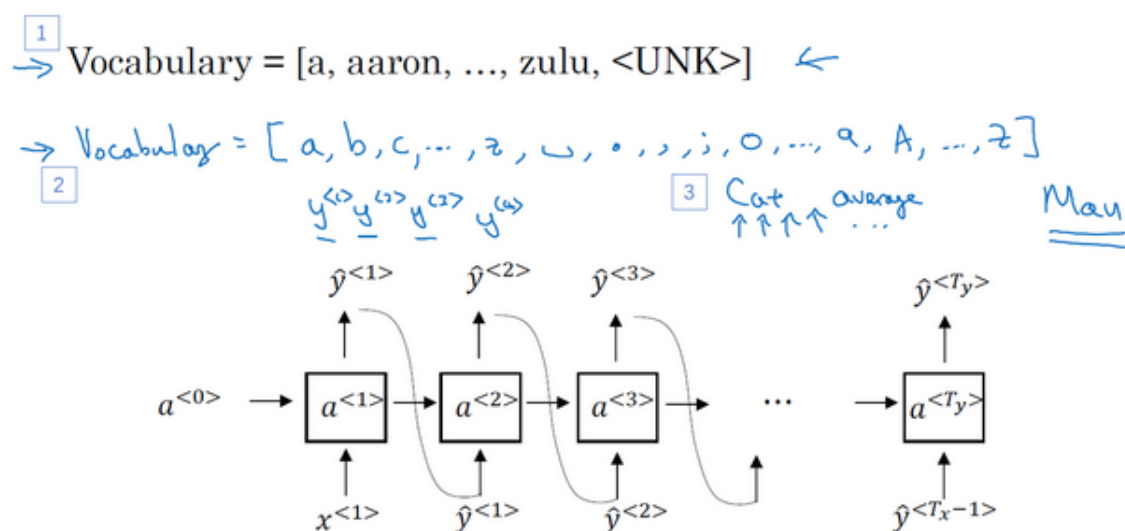 1
→ Vocabulary = [a, aaron, ..., zulu, <UNK>] ←
→ Vocabulary = [a, b, c, ..., z, ␣, ., ,, ;, 0, ..., 9, A, ..., Z]
2
y<1> y<2> y<3> y<4>
3 Cat average
↑ ↑ ↑ ↑ ...
Mau
ŷ<1> ŷ<2> ŷ<3> ŷ<Ty>
a<0> a<1> a<2> a<3> ... a<Ty>
x<1> ŷ<1> ŷ<2> ŷ<Tx−1>